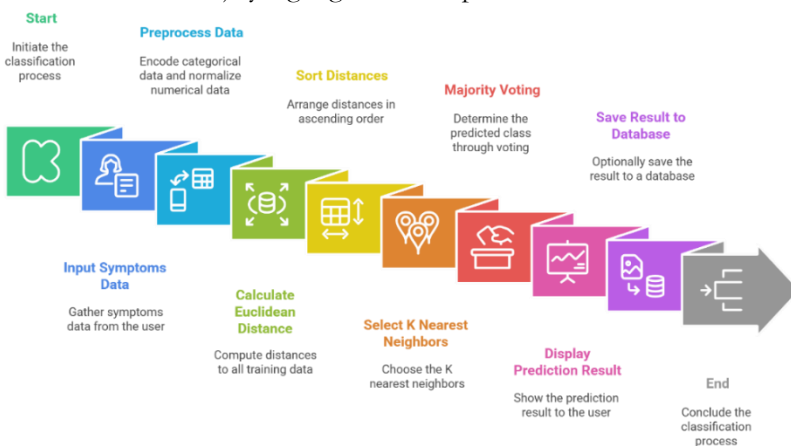 Start
Initiate the
classification
process
Preprocess Data
Encode categorical
data and normalize
numerical data
Sort Distances
Arrange distances in
ascending order
Majority Voting
Determine the
predicted class
through voting
Save Result to
Database
Optionally save the
result to a database
Input Symptoms
Data
Gather symptoms
data from the user
Calculate
Euclidean
Distance
Compute distances
to all training data
Select K Nearest
Neighbors
Choose the K
nearest neighbors
Display
Prediction Result
Show the prediction
result to the user
End
Conclude the
classification
process